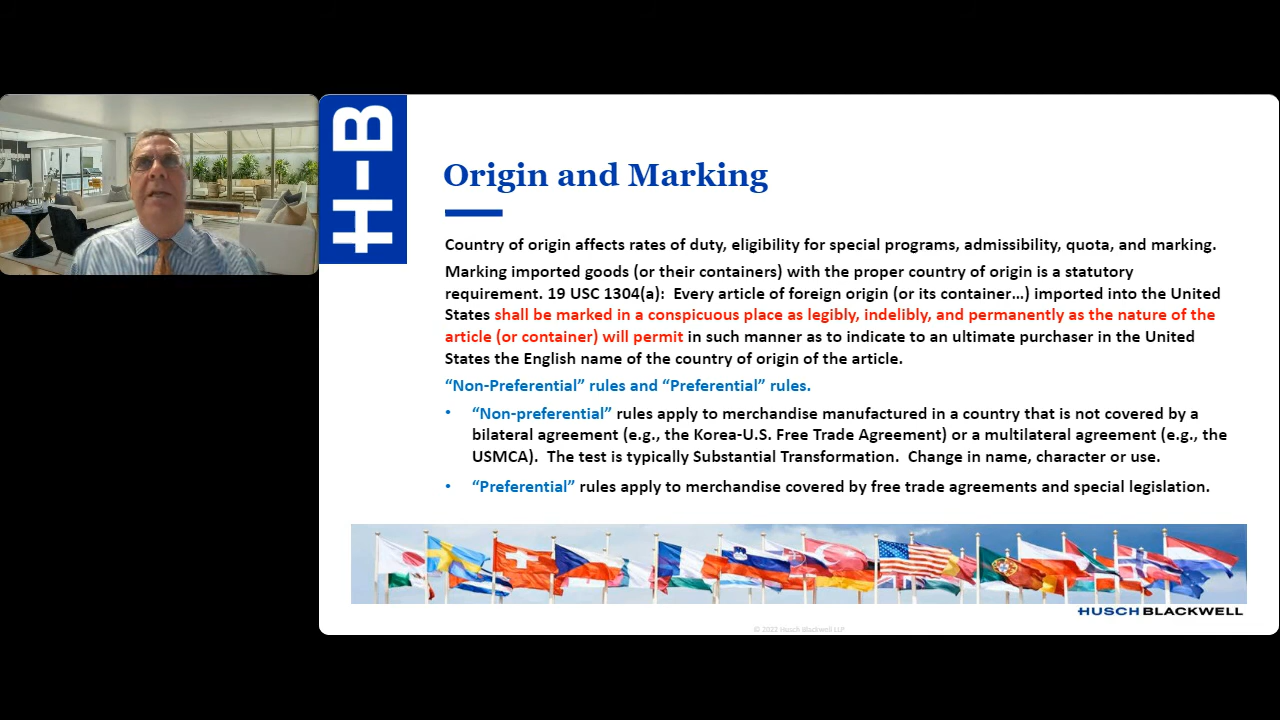 H-B
Origin and Marking
Country of origin affects rates of duty, eligibility for special programs, admissibility, quota, and marking.
Marking imported goods (or their containers) with the proper country of origin is a statutory
requirement. 19 USC 1304(a):  Every article of foreign origin (or its container…) imported into the United
States shall be marked in a conspicuous place as legibly, indelibly, and permanently as the nature of the
article (or container) will permit in such manner as to indicate to an ultimate purchaser in the United
States the English name of the country of origin of the article.
“Non-Preferential” rules and “Preferential” rules.
• “Non-preferential” rules apply to merchandise manufactured in a country that is not covered by a
bilateral agreement (e.g., the Korea-U.S. Free Trade Agreement) or a multilateral agreement (e.g., the
USMCA).  The test is typically Substantial Transformation.  Change in name, character or use.
• “Preferential” rules apply to merchandise covered by free trade agreements and special legislation.
HUSCH BLACKWELL
© 2022 Husch Blackwell LLP